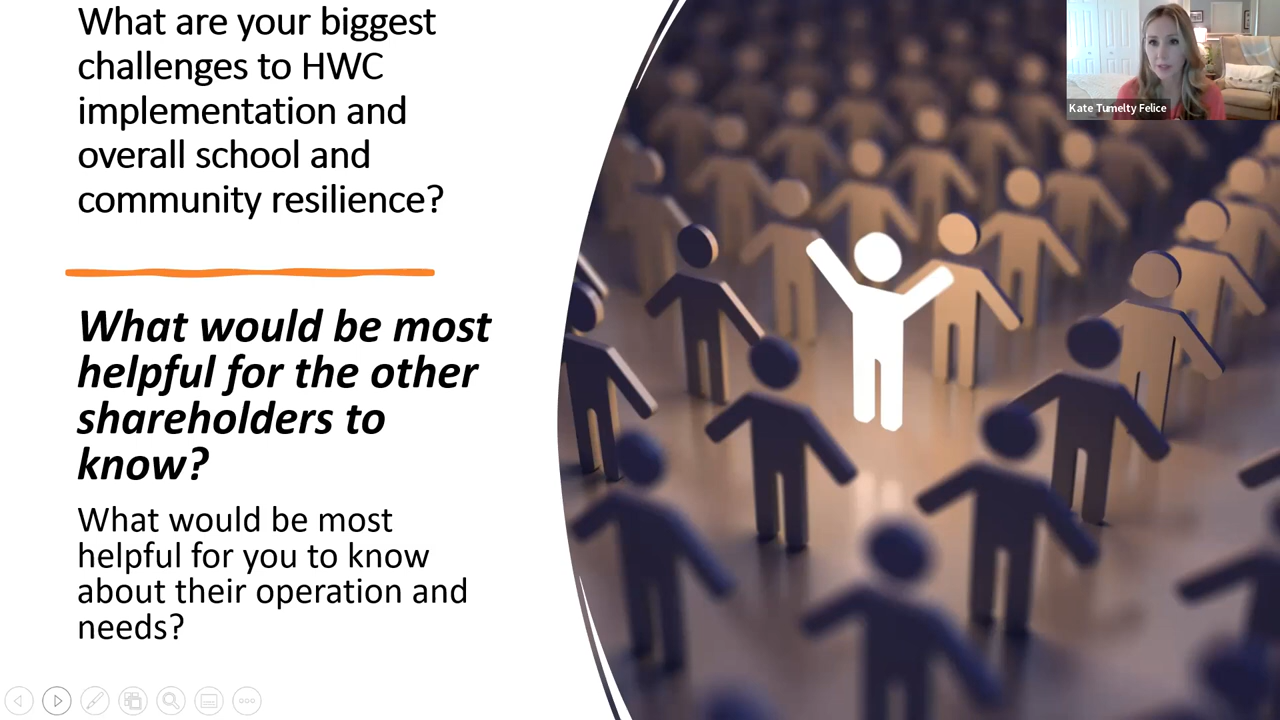 What are your biggest
challenges to HWC
implementation and
overall school and
community resilience?
What would be most
helpful for the other
shareholders to
know?
What would be most
helpful for you to know
about their operation and
needs?
Kate Tumelty Felice